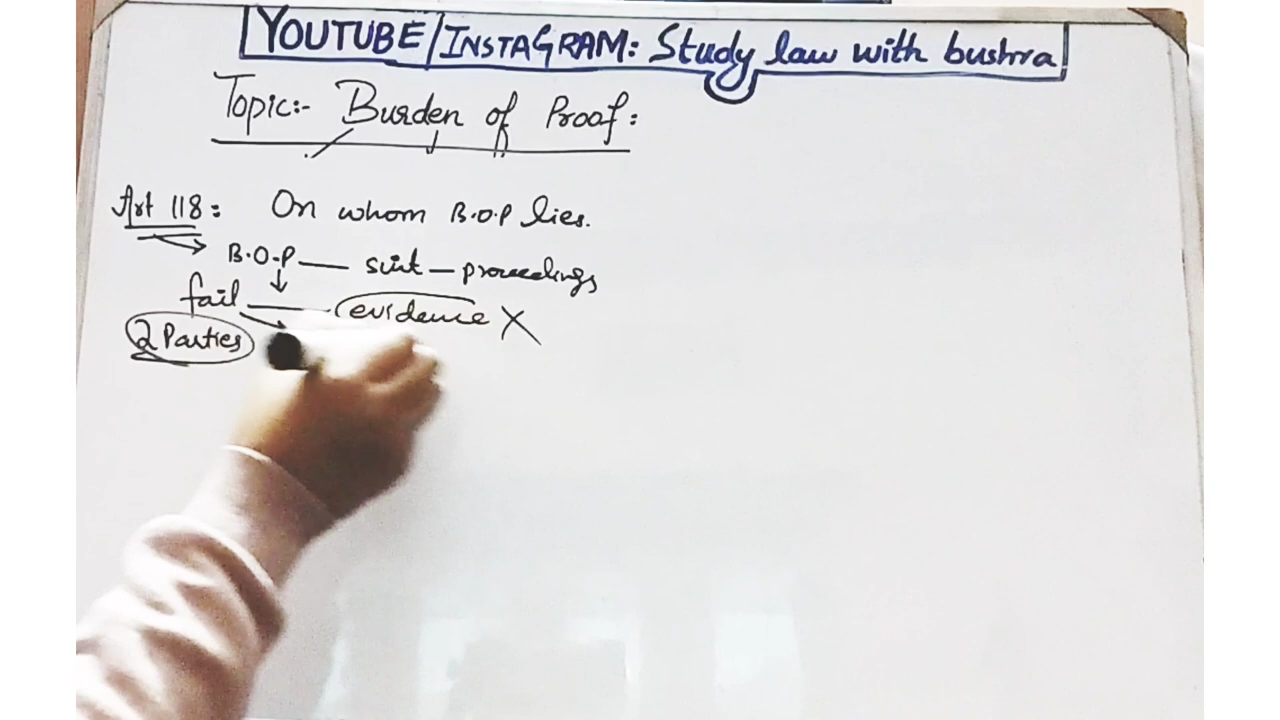 YOUTUBE/INSTAGRAM: Study law with bushra
Topic:- Burden of Proof:
Art 118: On whom B.O.P lies.
B.O.P — suit — proceedings
fail — evidence X
2 Parties